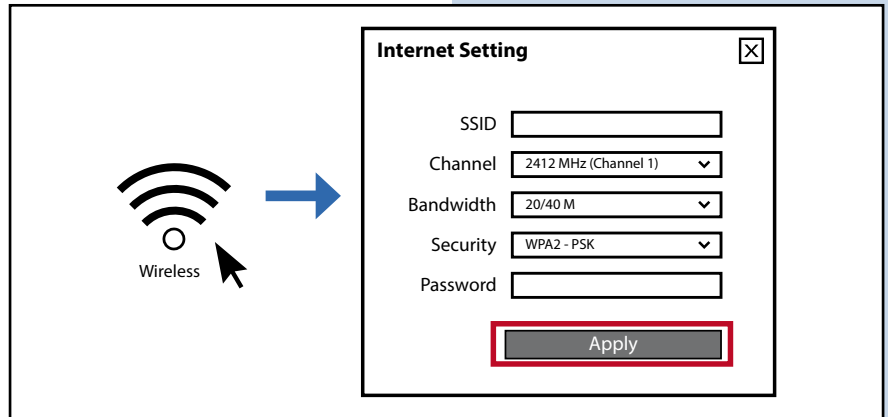 Internet Setting
SSID
Channel 2412 MHz (Channel 1)
Bandwidth 20/40 M
Security WPA2 - PSK
Password
Wireless
Apply